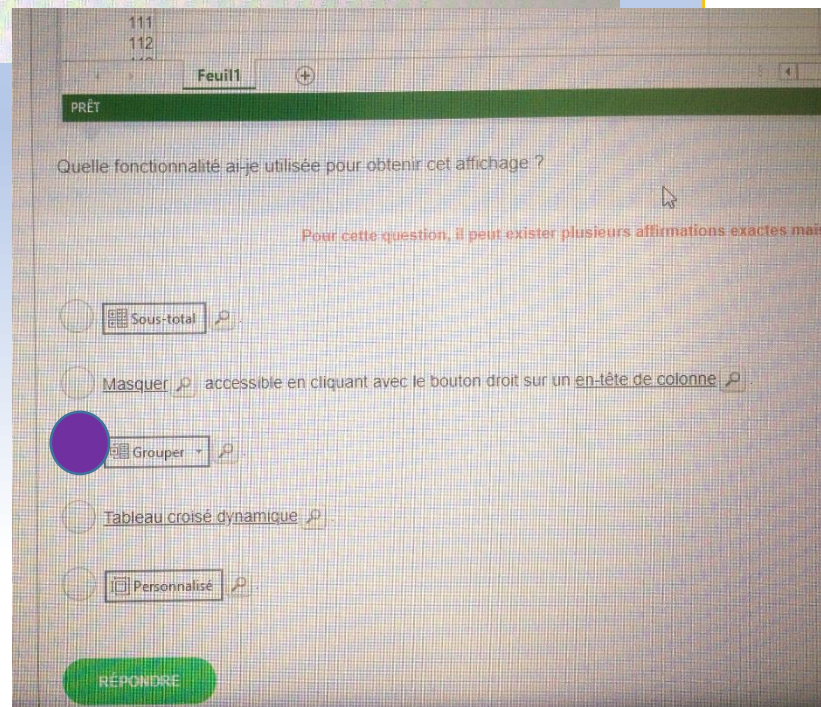 111
112
Feuil1
PRÊT
Quelle fonctionnalité ai-je utilisée pour obtenir cet affichage ?
Pour cette question, il peut exister plusieurs affirmations exactes mais
Sous-total .
Masquer accessible en cliquant avec le bouton droit sur un en-tête de colonne .
Grouper .
Tableau croisé dynamique .
Personnalisé .
RÉPONDRE